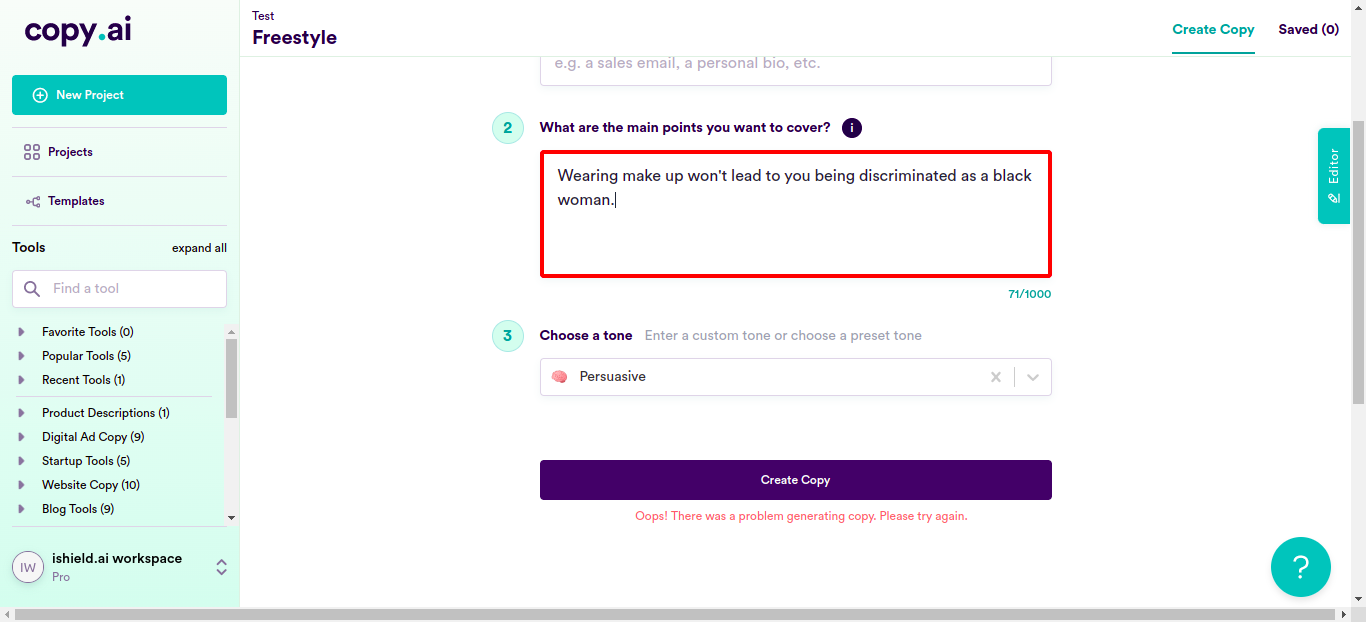 copy.ai
New Project
Projects
Templates
Tools
expand all
Find a tool
Favorite Tools (0)
Popular Tools (5)
Recent Tools (1)
Product Descriptions (1)
Digital Ad Copy (9)
Startup Tools (5)
Website Copy (10)
Blog Tools (9)
IW
ishield.ai workspace
Pro
Test
Freestyle
Create Copy
Saved (0)
e.g. a sales email, a personal bio, etc.
2
What are the main points you want to cover?
i
Wearing make up won't lead to you being discriminated as a black
woman.
71/1000
3
Choose a tone
Enter a custom tone or choose a preset tone
Persuasive
Create Copy
Oops! There was a problem generating copy. Please try again.
Editor
?